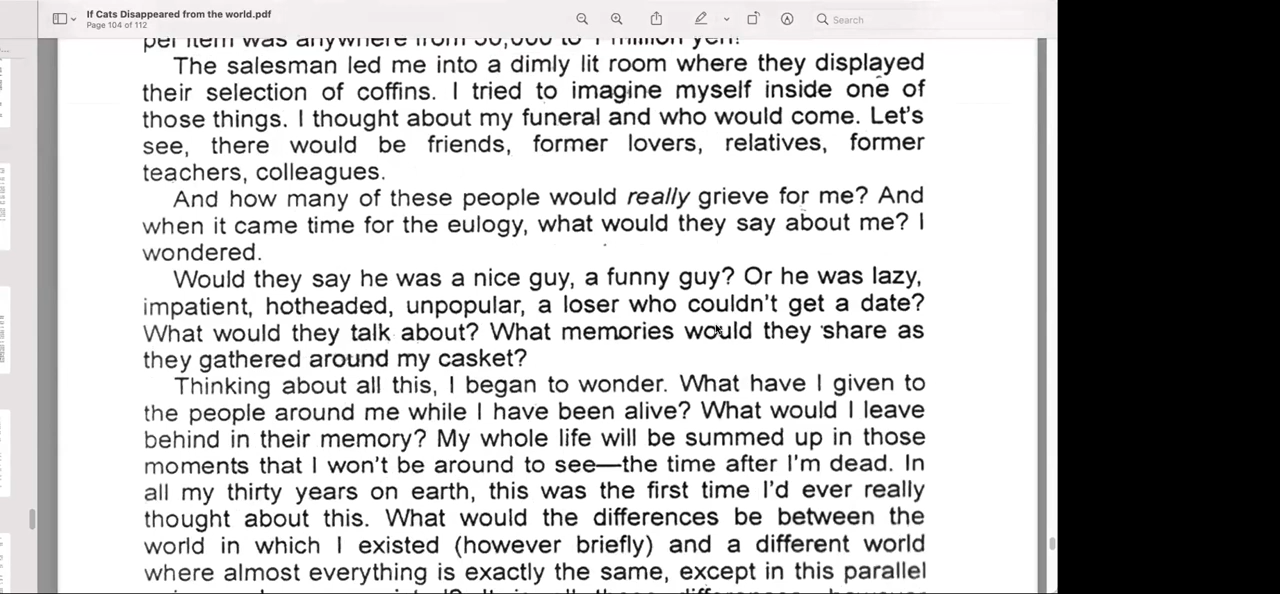 If Cats Disappeared from the world.pdf
Page 104 of 112
Search
per item was anywhere from 50,000 to 1 million yen!
The salesman led me into a dimly lit room where they displayed
their selection of coffins. I tried to imagine myself inside one of
those things. I thought about my funeral and who would come. Let's
see, there would be friends, former lovers, relatives, former
teachers, colleagues.
And how many of these people would really grieve for me? And
when it came time for the eulogy, what would they say about me? I
wondered.
Would they say he was a nice guy, a funny guy? Or he was lazy,
impatient, hotheaded, unpopular, a loser who couldn't get a date?
What would they talk about? What memories would they share as
they gathered around my casket?
Thinking about all this, I began to wonder. What have I given to
the people around me while I have been alive? What would I leave
behind in their memory? My whole life will be summed up in those
moments that I won't be around to see—the time after I'm dead. In
all my thirty years on earth, this was the first time I'd ever really
thought about this. What would the differences be between the
world in which I existed (however briefly) and a different world
where almost everything is exactly the same, except in this parallel